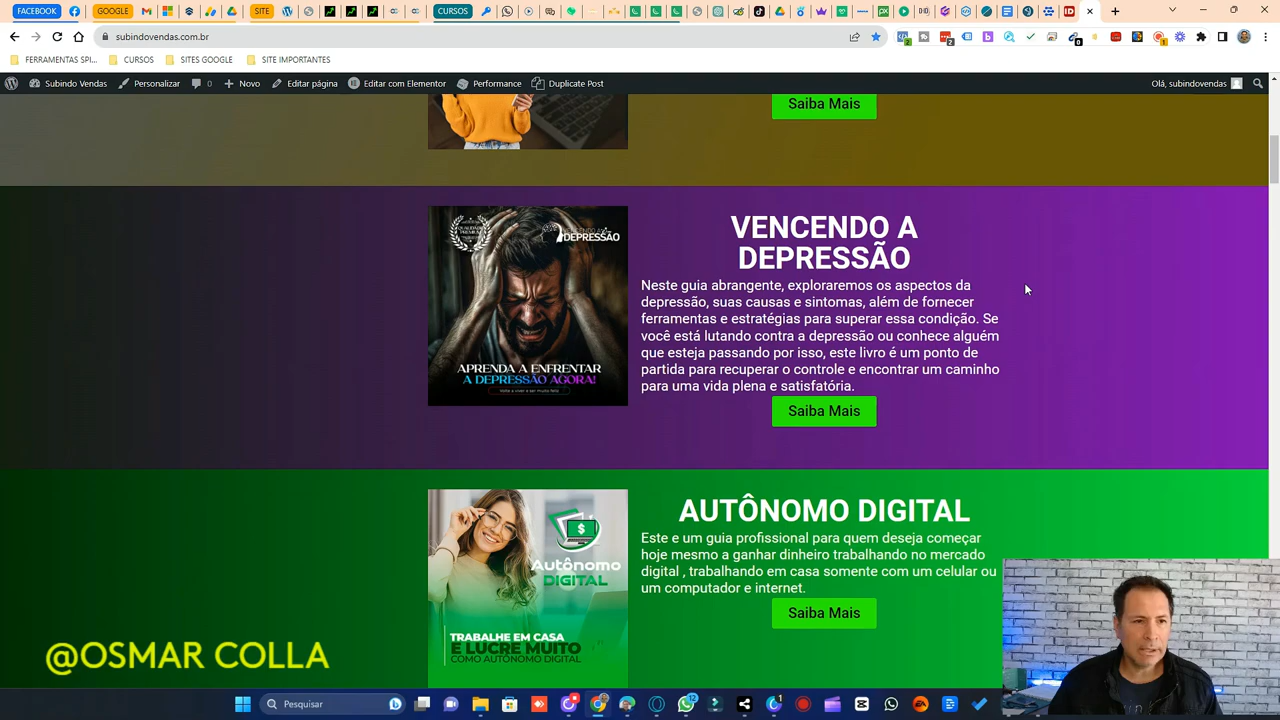 FACEBOOK
GOOGLE
SITE
CURSOS
subindovendas.com.br
FERRAMENTAS SPI...
CURSOS
SITES GOOGLE
SITE IMPORTANTES
Subindo Vendas
Personalizar
0
Novo
Editar página
Editar com Elementor
Performance
Duplicate Post
Olá, subindovendas
Saiba Mais
QUALIDADE
PREMIUM
VENCENDO A
DEPRESSÃO
APRENDA A ENFRENTAR
A DEPRESSÃO AGORA!
VENCENDO A
DEPRESSÃO
Neste guia abrangente, exploraremos os aspectos da
depressão, suas causas e sintomas, além de fornecer
ferramentas e estratégias para superar essa condição. Se
você está lutando contra a depressão ou conhece alguém
que esteja passando por isso, este livro é um ponto de
partida para recuperar o controle e encontrar um caminho
para uma vida plena e satisfatória.
Saiba Mais
Autônomo
DIGITAL
TRABALHE EM CASA
E LUCRE MUITO
COMO AUTÔNOMO DIGITAL
AUTÔNOMO DIGITAL
Este e um guia profissional para quem deseja começar
hoje mesmo a ganhar dinheiro trabalhando no mercado
digital , trabalhando em casa somente com um celular ou
um computador e internet.
Saiba Mais
@OSMAR COLLA
Pesquisar